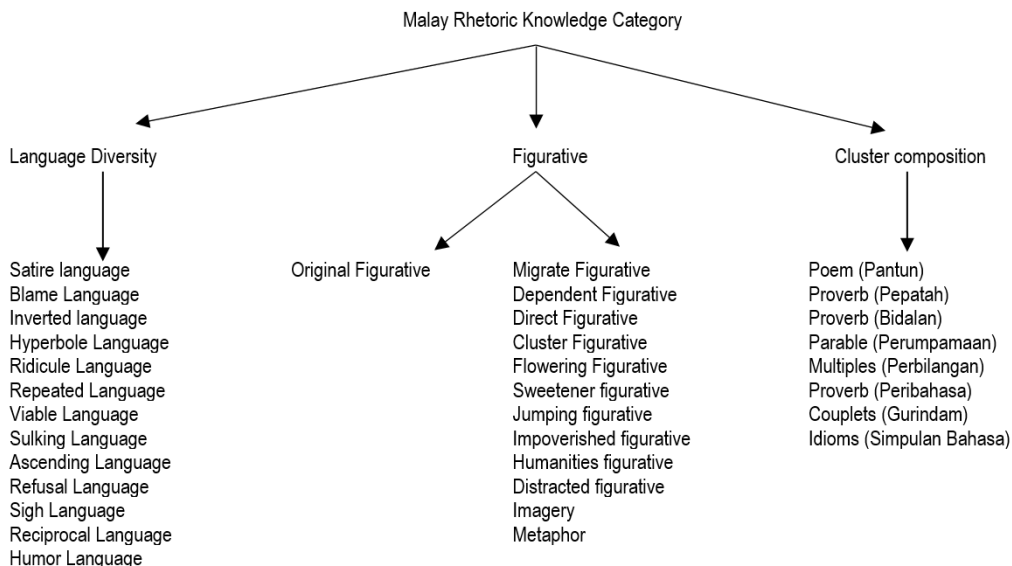 Malay Rhetoric Knowledge Category
Language Diversity
Figurative
Cluster composition
Satire language
Blame Language
Inverted language
Hyperbole Language
Ridicule Language
Repeated Language
Viable Language
Sulking Language
Ascending Language
Refusal Language
Sigh Language
Reciprocal Language
Humor Language
Original Figurative
Migrate Figurative
Dependent Figurative
Direct Figurative
Cluster Figurative
Flowering Figurative
Sweetener figurative
Jumping figurative
Impoverished figurative
Humanities figurative
Distracted figurative
Imagery
Metaphor
Poem (Pantun)
Proverb (Pepatah)
Proverb (Bidalan)
Parable (Perumpamaan)
Multiples (Perbilangan)
Proverb (Peribahasa)
Couplets (Gurindam)
Idioms (Simpulan Bahasa)